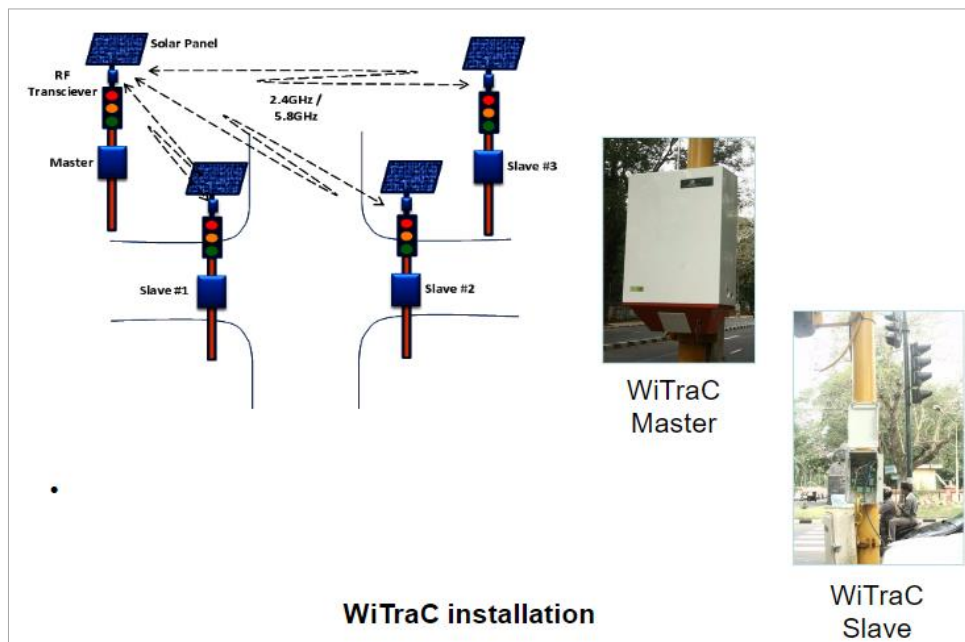 Solar Panel
RF
Transciever
2.4GHz /
5.8GHz
Master
Slave #3
Slave #1
Slave #2
WiTraC
Master
•
WiTraC installation
WiTraC
Slave